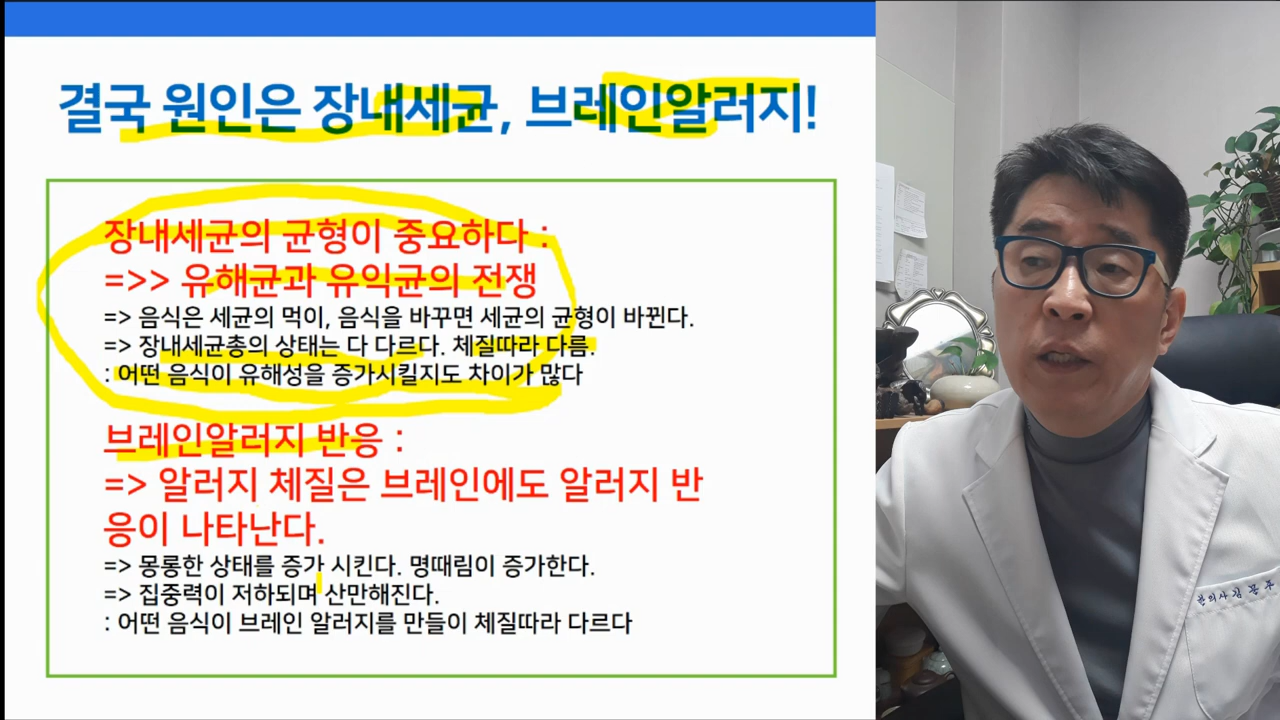 결국 원인은 장내세균, 브레인알러지!
장내세균의 균형이 중요하다 :
=>> 유해균과 유익균의 전쟁
=> 음식은 세균의 먹이, 음식을 바꾸면 세균의 균형이 바뀐다.
=> 장내세균총의 상태는 다 다르다. 체질따라 다름.
: 어떤 음식이 유해성을 증가시킬지도 차이가 많다
브레인알러지 반응 :
=> 알러지 체질은 브레인에도 알러지 반
응이 나타난다.
=> 몽롱한 상태를 증가 시킨다. 명때림이 증가한다.
=> 집중력이 저하되며 산만해진다.
: 어떤 음식이 브레인 알러지를 만들이 체질따라 다르다
한의사 김